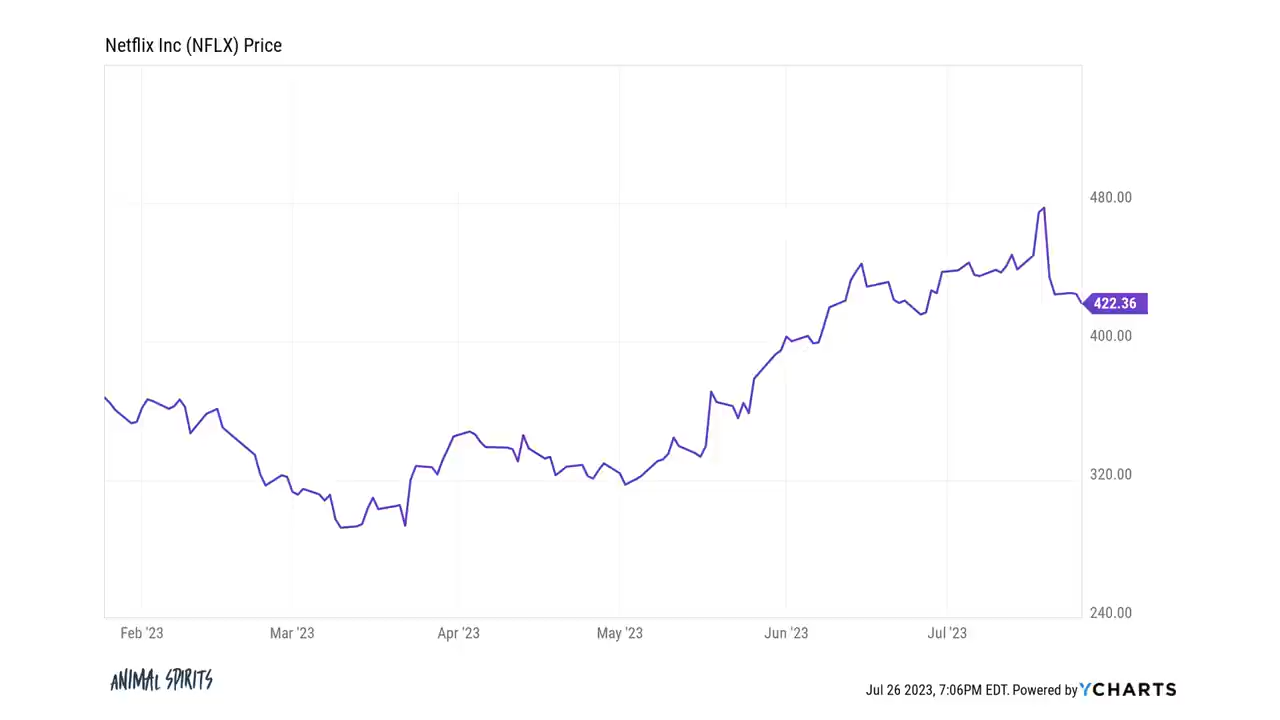 Netflix Inc (NFLX) Price
480.00
422.36
400.00
320.00
240.00
Feb '23 Mar '23 Apr '23 May '23 Jun '23 Jul '23
ANIMAL SPIRITS
Jul 26 2023, 7:06PM EDT. Powered by YCHARTS